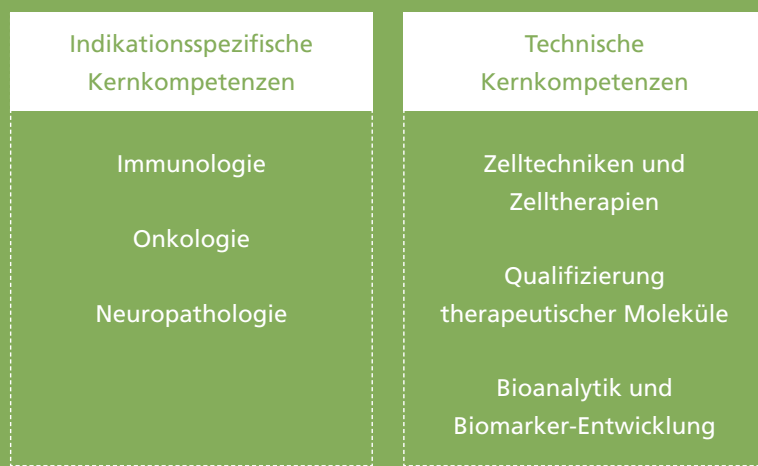 Indikationsspezifische
Kernkompetenzen
Immunologie
Onkologie
Neuropathologie
Technische
Kernkompetenzen
Zelltechniken und
Zelltherapien
Qualifizierung
therapeutischer Moleküle
Bioanalytik und
Biomarker-Entwicklung